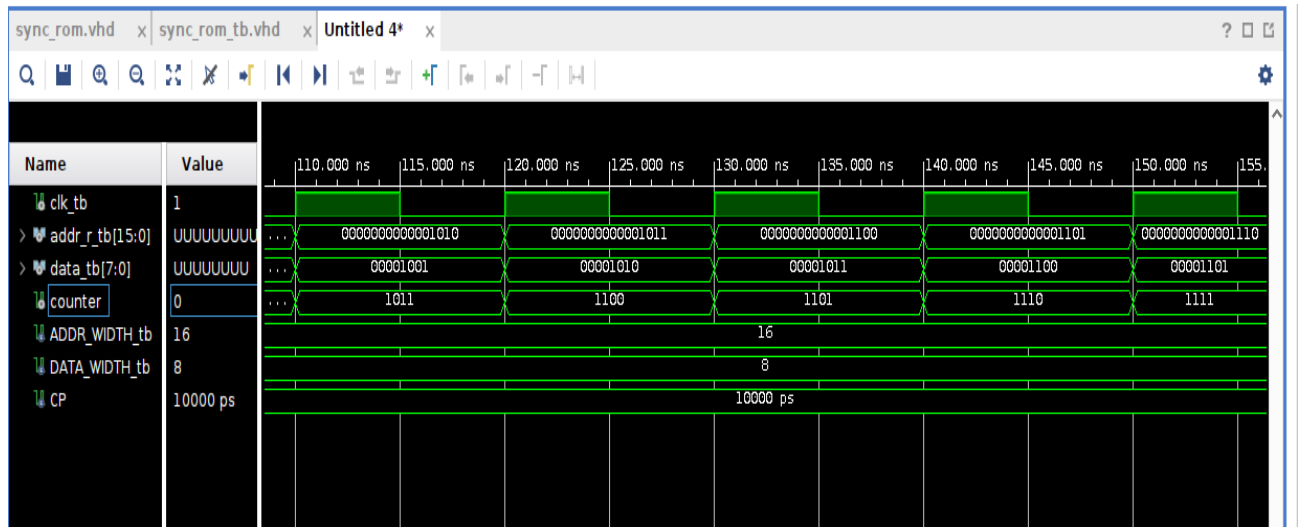 sync_rom.vhd x sync_rom_tb.vhd x Untitled 4* x ?
Name Value 110.000 ns 115.000 ns 120.000 ns 125.000 ns 130.000 ns 135.000 ns 140.000 ns 145.000 ns 150.000 ns 155.
clk_tb 1
> addr_r_tb[15:0] UUUUUUUUU ... 0000000000001010 0000000000001011 0000000000001100 0000000000001101 0000000000001110
> data_tb[7:0] UUUUUUUU ... 00001001 00001010 00001011 00001100 00001101
counter 0 ... 1011 1100 1101 1110 1111
ADDR_WIDTH_tb 16 16
DATA_WIDTH_tb 8 8
CP 10000 ps 10000 ps